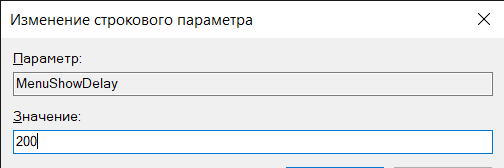 Изменение строкового параметра
Параметр:
MenuShowDelay
Значение:
200